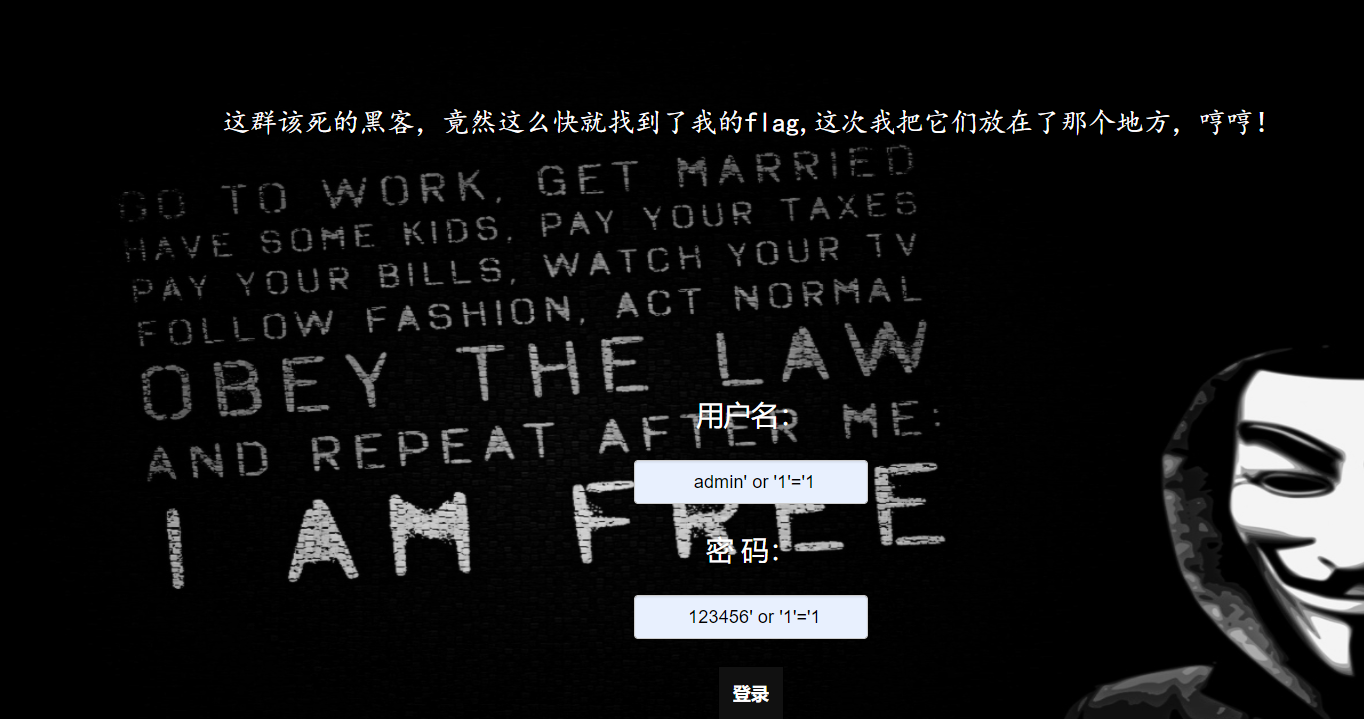 这群该死的黑客，竟然这么快就找到了我的flag,这次我把它们放在了那个地方，哼哼！
GO TO WORK, GET MARRIED
HAVE SOME KIDS, PAY YOUR TAXES
PAY YOUR BILLS, WATCH YOUR TV
FOLLOW FASHION, ACT NORMAL
OBEY THE LAW
AND REPEAT AFTER ME:
I AM FREE
用户名：
admin' or '1'='1
密 码：
123456' or '1'='1
登录